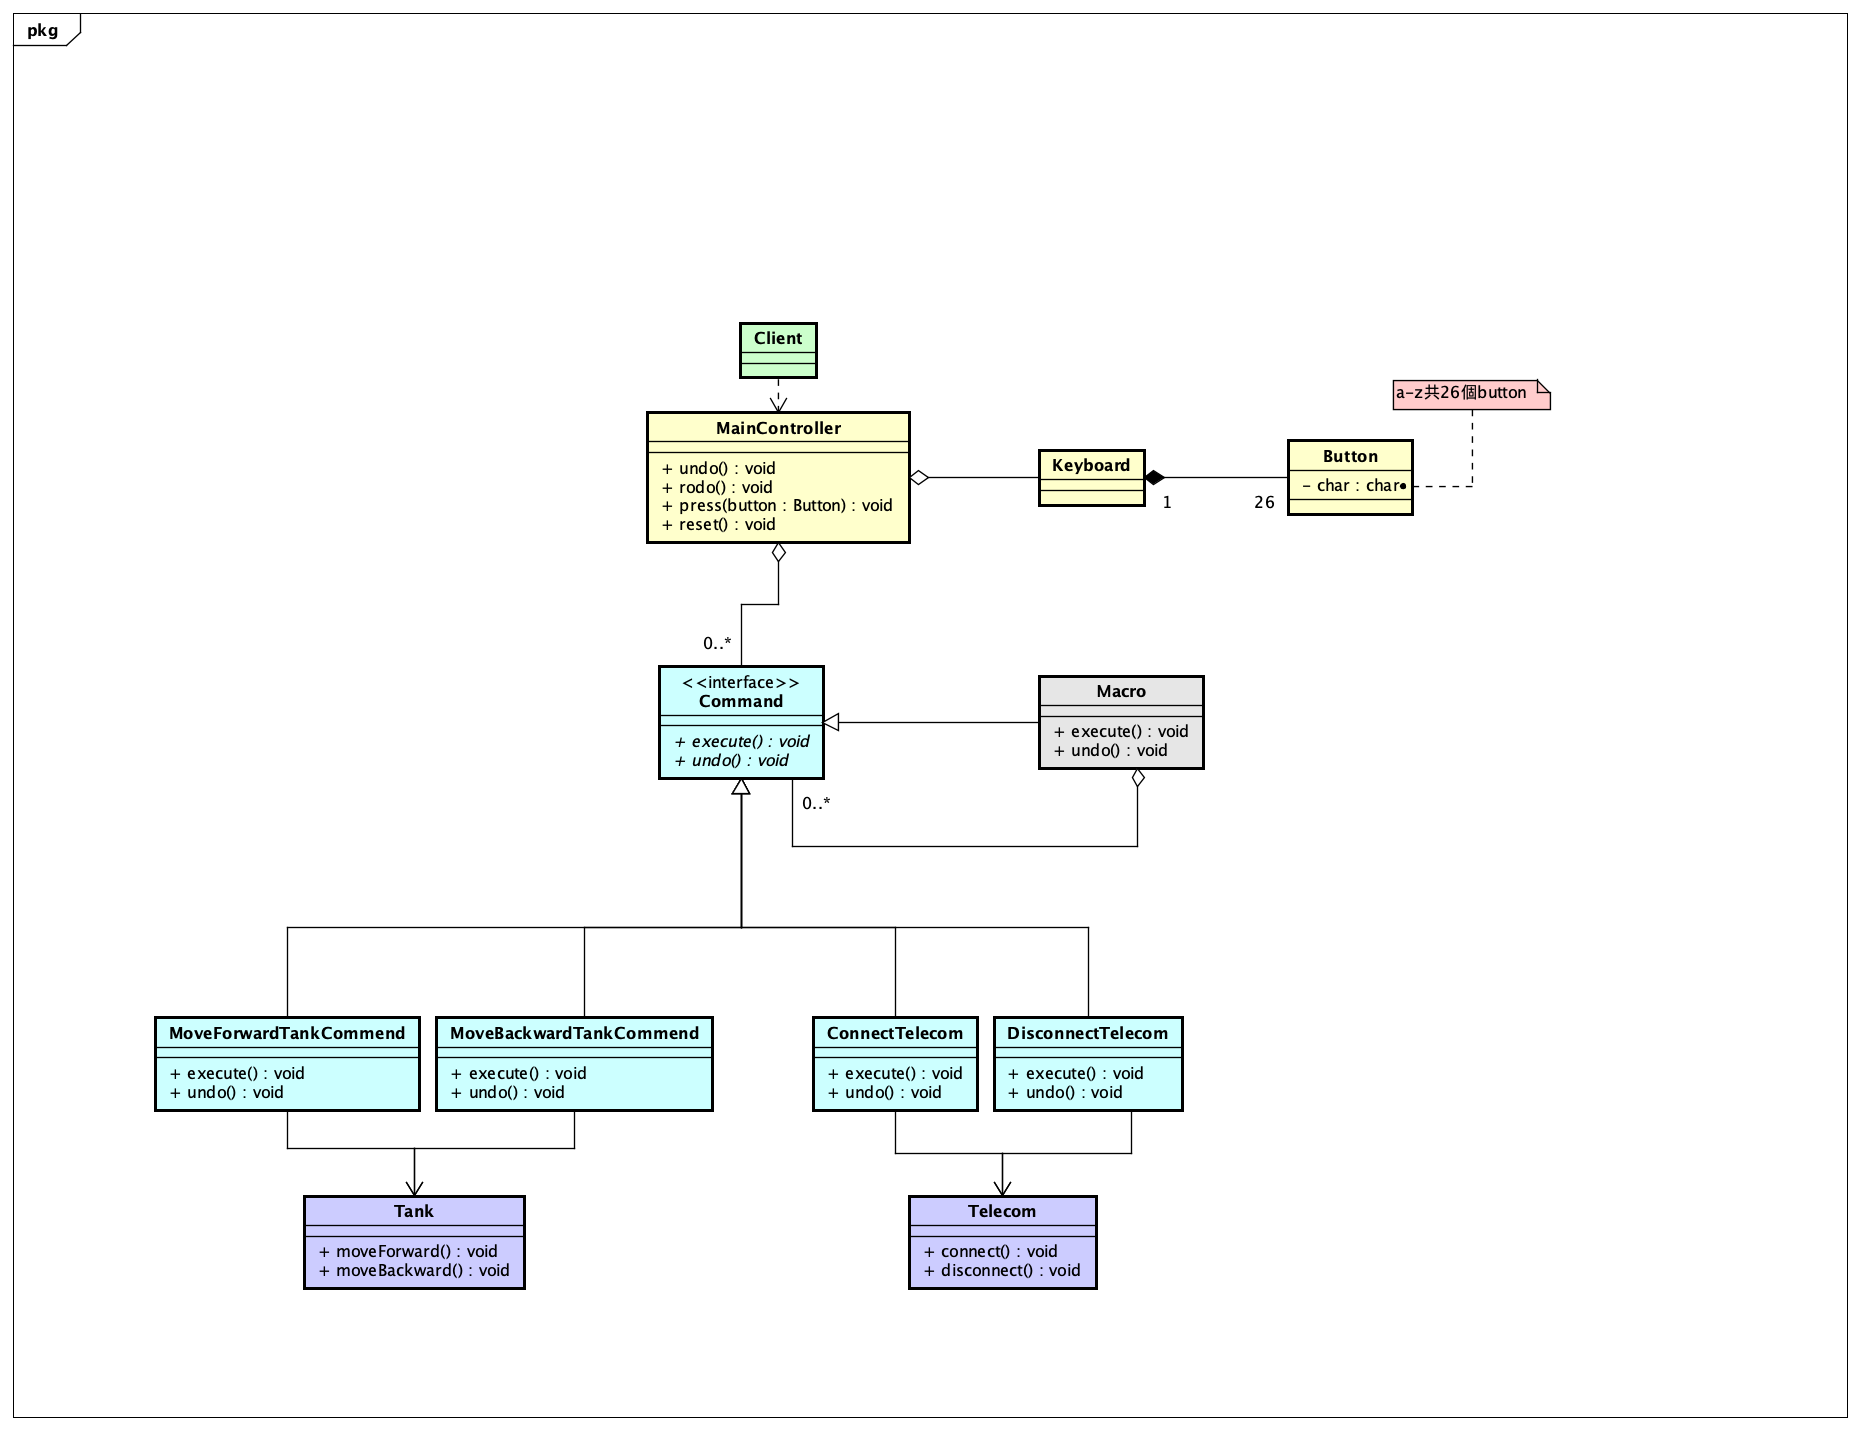 pkg
Client
MainController
+ undo() : void
+ rodo() : void
+ press(button : Button) : void
+ reset() : void
Keyboard
1
26
Button
- char : char
a-z共26個button
0..*
<<interface>>
Command
+ execute() : void
+ undo() : void
0..*
Macro
+ execute() : void
+ undo() : void
MoveForwardTankCommend
+ execute() : void
+ undo() : void
MoveBackwardTankCommend
+ execute() : void
+ undo() : void
ConnectTelecom
+ execute() : void
+ undo() : void
DisconnectTelecom
+ execute() : void
+ undo() : void
Tank
+ moveForward() : void
+ moveBackward() : void
Telecom
+ connect() : void
+ disconnect() : void